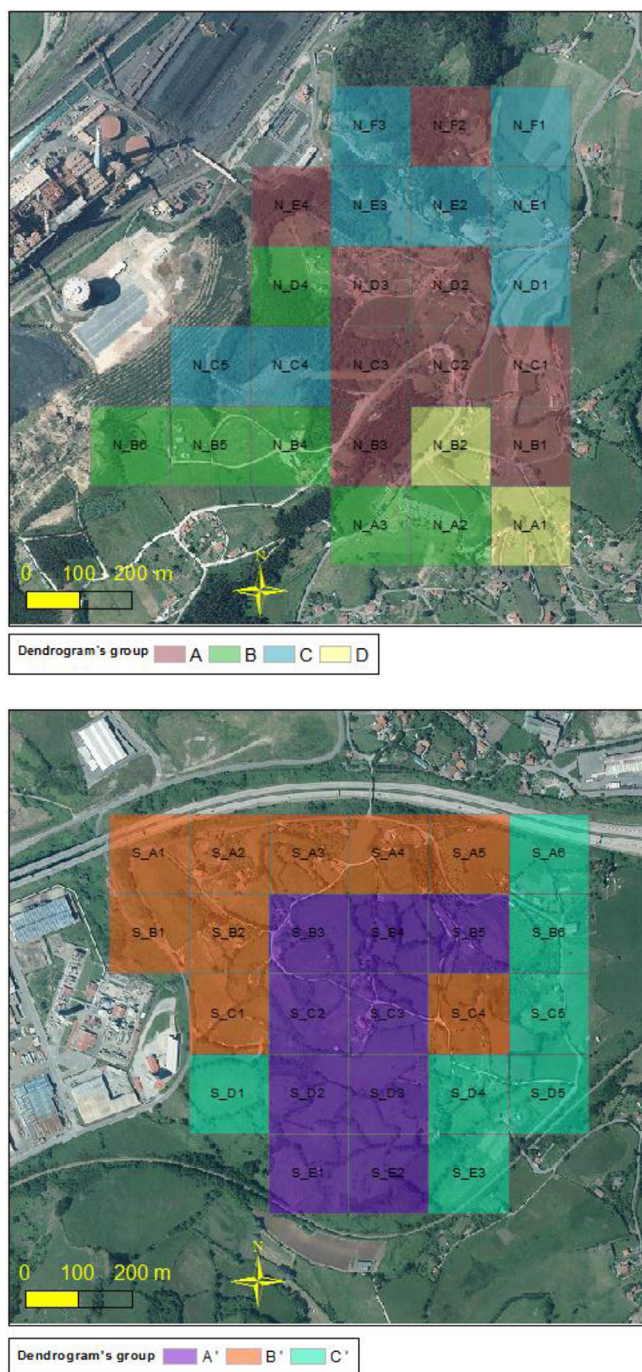 N_F3 N_F2 N_F1
N_E4 N_E3 N_E2 N_E1
N_D4 N_D3 N_D2 N_D1
N_C5 N_C4 N_C3 N_C2 N_C1
N_B6 N_B5 N_B4 N_B3 N_B2 N_B1
N_A3 N_A2 N_A1
N
0 100 200 m
Dendrogram's group A B C D
S_A1 S_A2 S_A3 S_A4 S_A5 S_A6
S_B1 S_B2 S_B3 S_B4 S_B5 S_B6
S_C1 S_C2 S_C3 S_C4 S_C5
S_D1 S_D2 S_D3 S_D4 S_D5
S_E1 S_E2 S_E3
N
0 100 200 m
Dendrogram's group A' B' C'